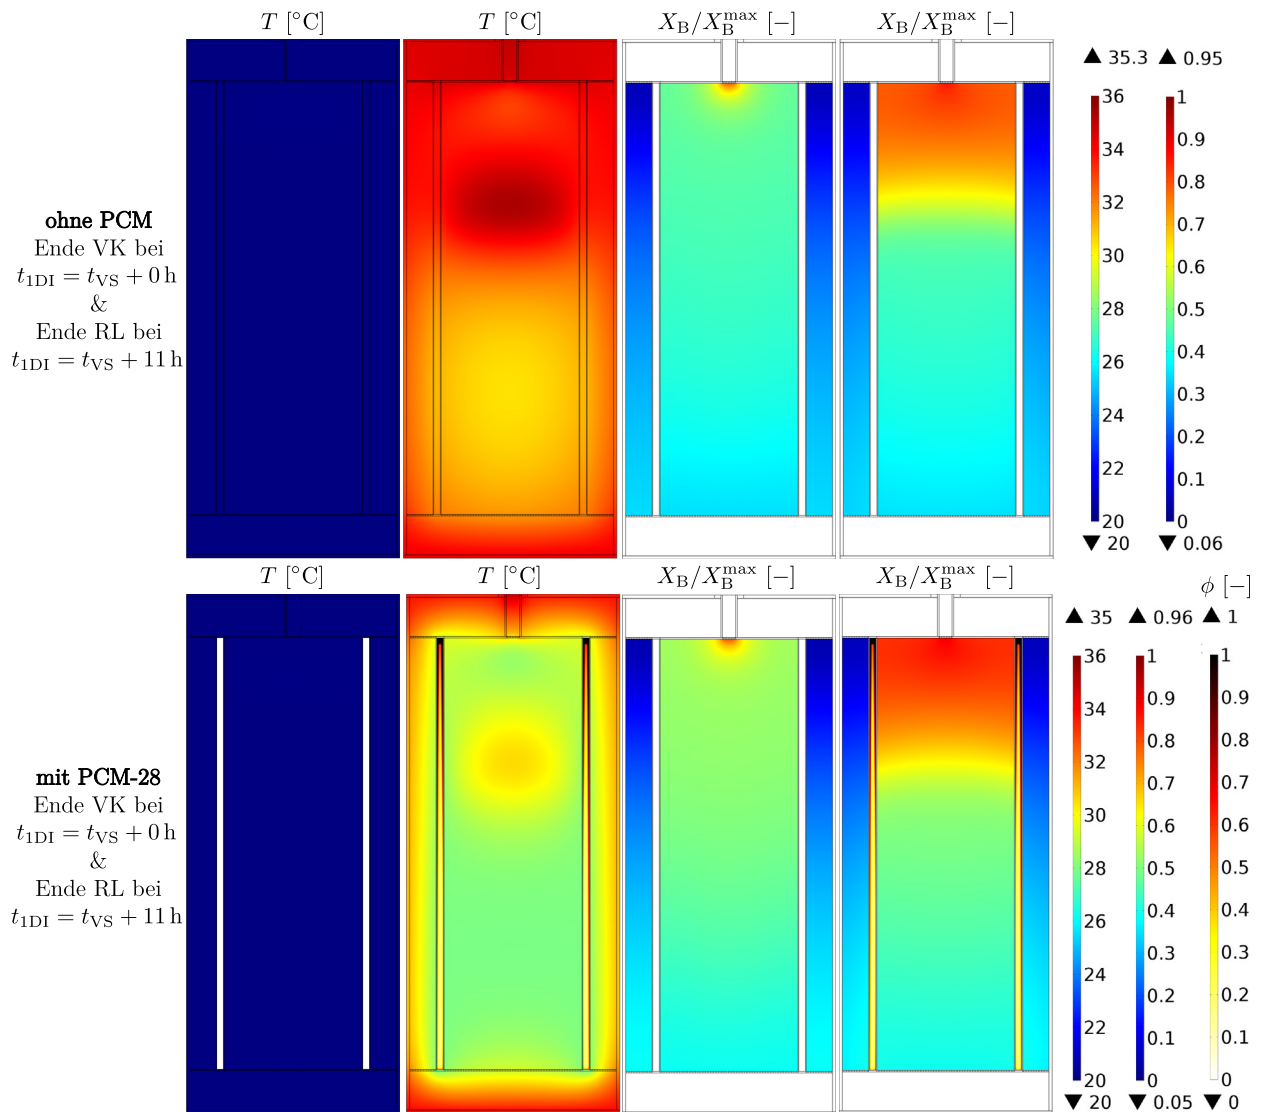 T [°C] T [°C] X_B/X_B^max [−] X_B/X_B^max [−]
▲ 35.3 ▲ 0.95
36 1
34 0.9
0.8
32 0.7
30 0.6
28 0.5
0.4
26 0.3
24 0.2
22 0.1
20 0
▼ 20 ▼ 0.06
ohne PCM
Ende VK bei
t_1DI = t_VS + 0 h
&
Ende RL bei
t_1DI = t_VS + 11 h
T [°C] T [°C] X_B/X_B^max [−] X_B/X_B^max [−] ϕ [−]
▲ 35 ▲ 0.96 ▲ 1
36 1 1
0.9 0.9
34 0.8 0.8
32 0.7 0.7
30 0.6 0.6
0.5 0.5
28 0.4 0.4
26 0.3 0.3
24 0.2 0.2
22 0.1 0.1
20 0 0
▼ 20 ▼ 0.05 ▼ 0
mit PCM-28
Ende VK bei
t_1DI = t_VS + 0 h
&
Ende RL bei
t_1DI = t_VS + 11 h